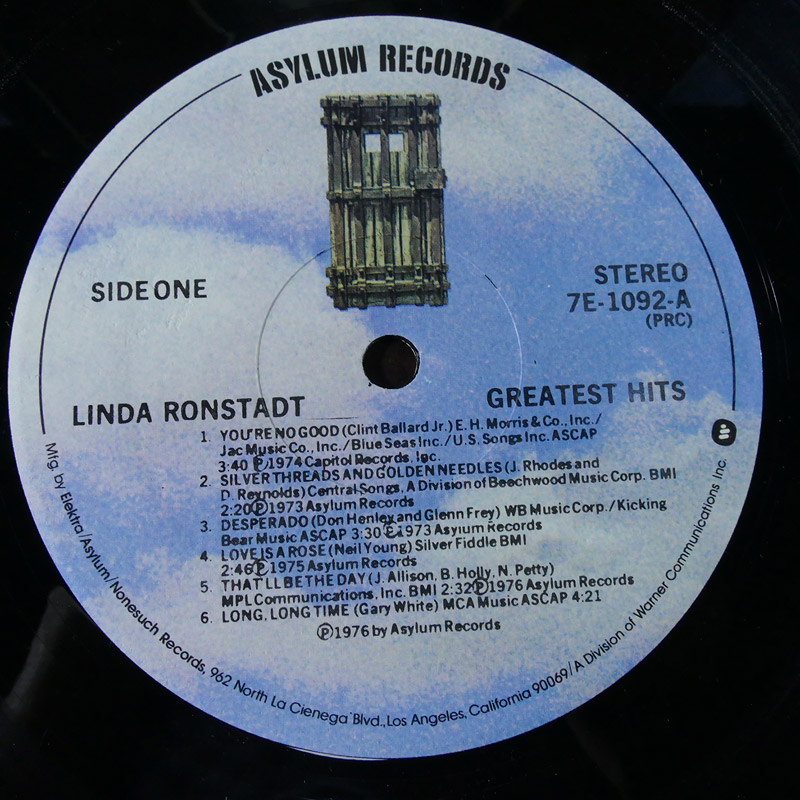 ASYLUM RECORDS
SIDE ONE
STEREO
7E-1092-A
(PRC)
LINDA RONSTADT
GREATEST HITS
1. YOU'RE NO GOOD (Clint Ballard Jr.) E. H. Morris & Co., Inc./
Jac Music Co., Inc./Blue Seas Inc./U.S. Songs Inc. ASCAP
3:40 ℗ 1974 Capitol Records, Inc.
2. SILVER THREADS AND GOLDEN NEEDLES (J. Rhodes and
D. Reynolds) Central Songs, A Division of Beechwood Music Corp. BMI
2:20 ℗ 1973 Asylum Records
3. DESPERADO (Don Henley and Glenn Frey) WB Music Corp./Kicking
Bear Music ASCAP 3:30 ℗ 1973 Asylum Records
4. LOVE IS A ROSE (Neil Young) Silver Fiddle BMI
2:46 ℗ 1975 Asylum Records
5. THAT'LL BE THE DAY (J. Allison, B. Holly, N. Petty)
MPL Communications, Inc. BMI 2:32 ℗ 1976 Asylum Records
6. LONG, LONG TIME (Gary White) MCA Music ASCAP 4:21
℗ 1976 by Asylum Records
Mfg. by Elektra/Asylum/Nonesuch Records, 962 North La Cienega Blvd., Los Angeles, California 90069/A Division of Warner Communications Inc.